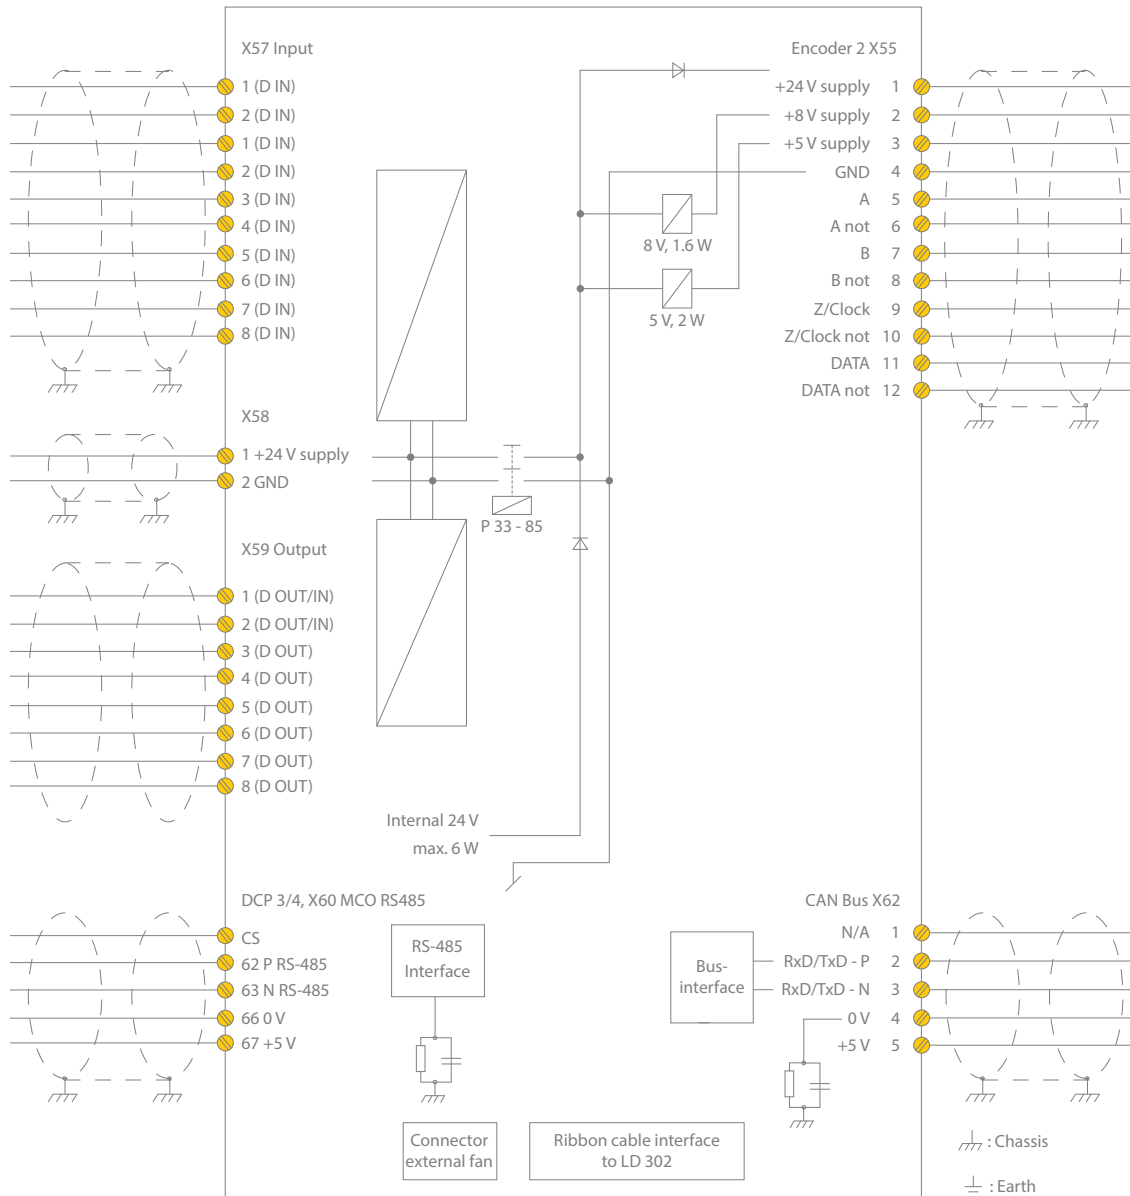 X57 Input
1 (D IN)
2 (D IN)
1 (D IN)
2 (D IN)
3 (D IN)
4 (D IN)
5 (D IN)
6 (D IN)
7 (D IN)
8 (D IN)
X58
1 +24 V supply
2 GND
X59 Output
1 (D OUT/IN)
2 (D OUT/IN)
3 (D OUT)
4 (D OUT)
5 (D OUT)
6 (D OUT)
7 (D OUT)
8 (D OUT)
Encoder 2 X55
+24 V supply 1
+8 V supply 2
+5 V supply 3
GND 4
A 5
A not 6
B 7
B not 8
Z/Clock 9
Z/Clock not 10
DATA 11
DATA not 12
8 V, 1.6 W
5 V, 2 W
P 33 - 85
Internal 24 V
max. 6 W
DCP 3/4, X60 MCO RS485
CS
62 P RS-485
63 N RS-485
66 0 V
67 +5 V
RS-485
Interface
CAN Bus X62
N/A 1
RxD/TxD - P 2
RxD/TxD - N 3
0 V 4
+5 V 5
Bus-
interface
Connector
external fan
Ribbon cable interface
to LD 302
: Chassis
: Earth